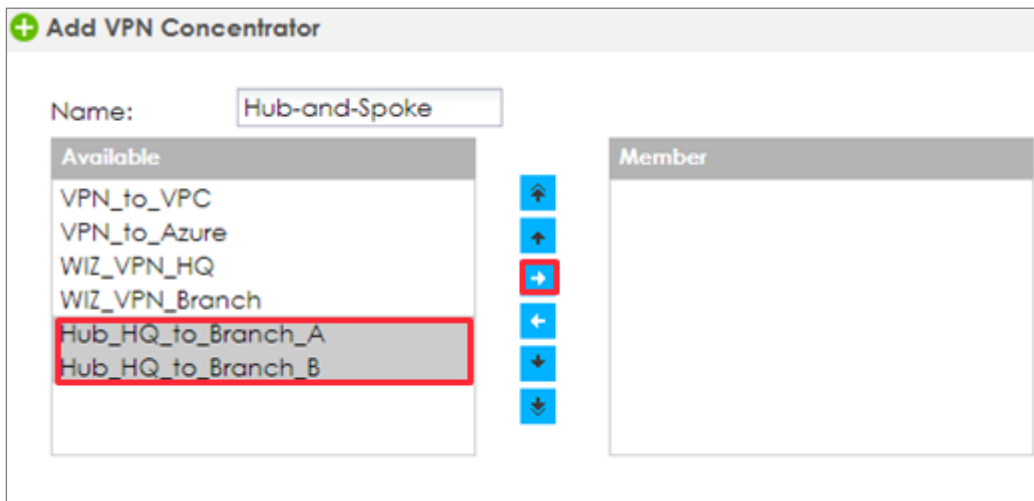 Add VPN Concentrator
Name: Hub-and-Spoke
Available
Member
VPN_to_VPC
VPN_to_Azure
WIZ_VPN_HQ
WIZ_VPN_Branch
Hub_HQ_to_Branch_A
Hub_HQ_to_Branch_B